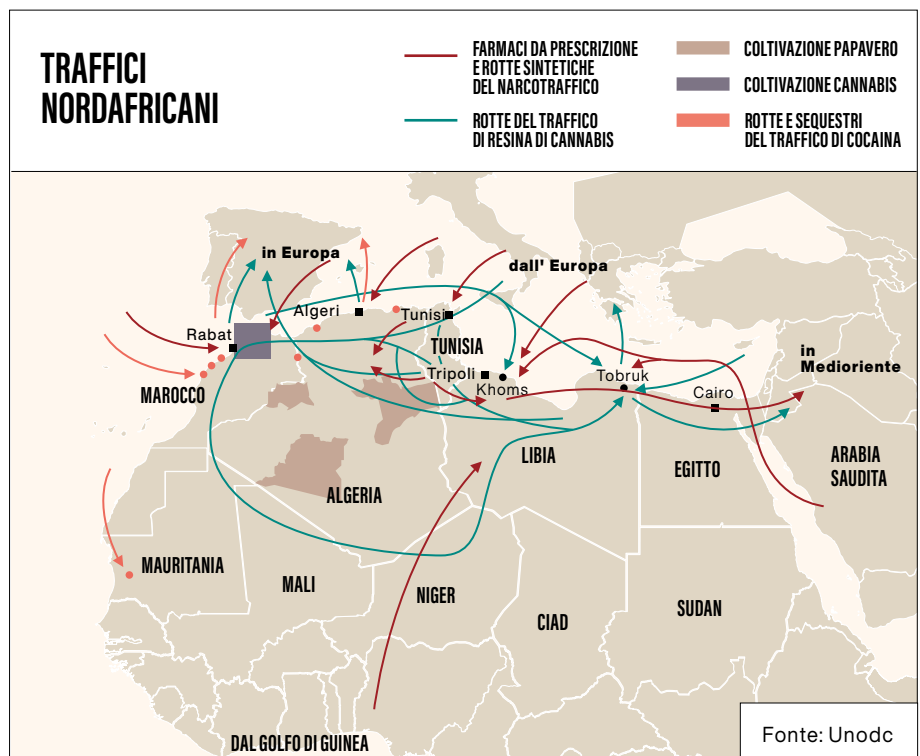 TRAFFICI
NORDAFRICANI
FARMACI DA PRESCRIZIONE
E ROTTE SINTETICHE
DEL NARCOTRAFFICO
ROTTE DEL TRAFFICO
DI RESINA DI CANNABIS
COLTIVAZIONE PAPAVERO
COLTIVAZIONE CANNABIS
ROTTE E SEQUESTRI
DEL TRAFFICO DI COCAINA
in Europa
dall' Europa
Algeri
Tunisi
Rabat
TUNISIA
in
Medioriente
Tripoli
Khoms
Tobruk
Cairo
MAROCCO
LIBIA
EGITTO
ARABIA
SAUDITA
ALGERIA
MAURITANIA
MALI
NIGER
CIAD
SUDAN
DAL GOLFO DI GUINEA
Fonte: Unodc